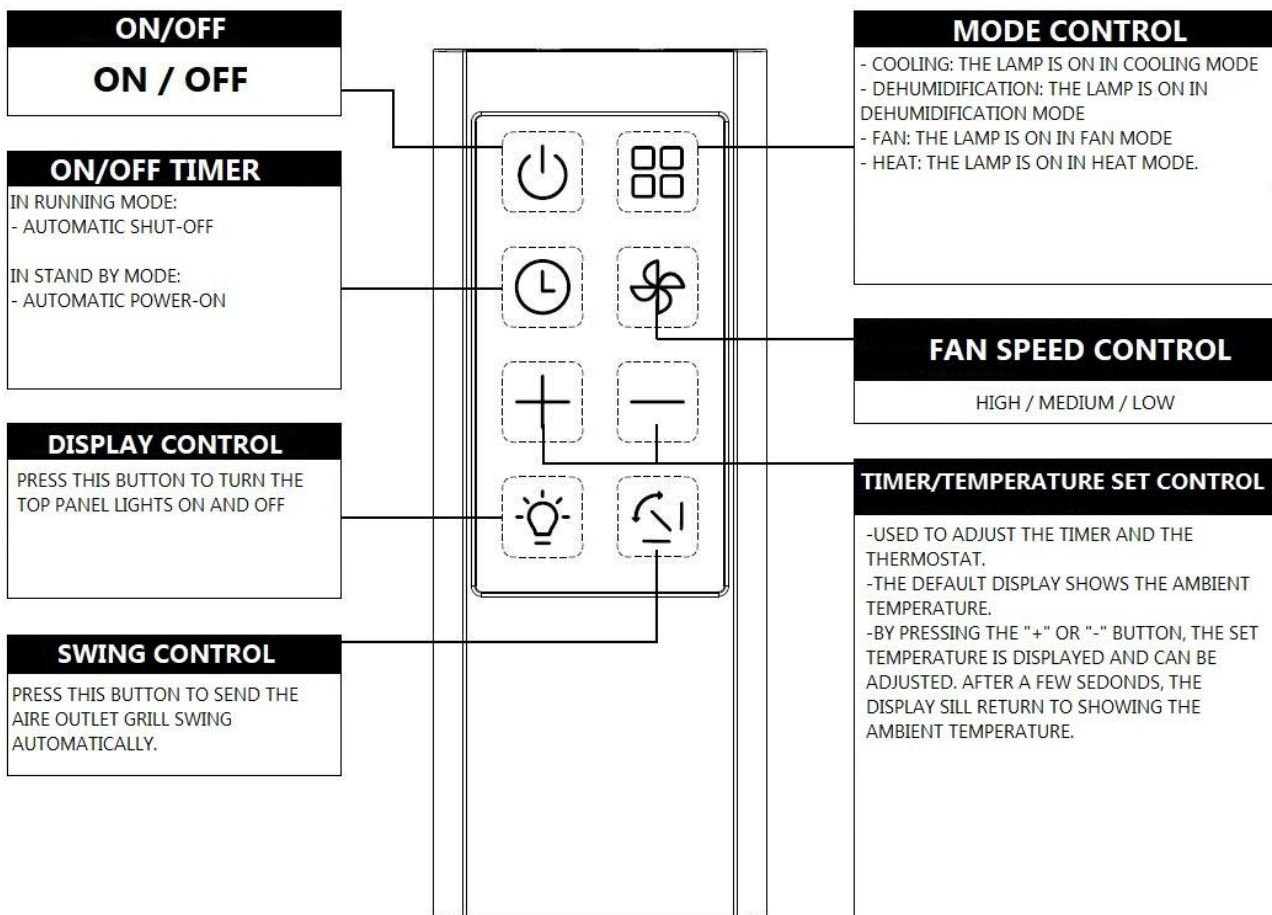 ON/OFF
ON / OFF
ON/OFF TIMER
IN RUNNING MODE:
- AUTOMATIC SHUT-OFF
IN STAND BY MODE:
- AUTOMATIC POWER-ON
DISPLAY CONTROL
PRESS THIS BUTTON TO TURN THE
TOP PANEL LIGHTS ON AND OFF
SWING CONTROL
PRESS THIS BUTTON TO SEND THE
AIRE OUTLET GRILL SWING
AUTOMATICALLY.
MODE CONTROL
- COOLING: THE LAMP IS ON IN COOLING MODE
- DEHUMIDIFICATION: THE LAMP IS ON IN
DEHUMIDIFICATION MODE
- FAN: THE LAMP IS ON IN FAN MODE
- HEAT: THE LAMP IS ON IN HEAT MODE.
FAN SPEED CONTROL
HIGH / MEDIUM / LOW
TIMER/TEMPERATURE SET CONTROL
-USED TO ADJUST THE TIMER AND THE
THERMOSTAT.
-THE DEFAULT DISPLAY SHOWS THE AMBIENT
TEMPERATURE.
-BY PRESSING THE "+" OR "-" BUTTON, THE SET
TEMPERATURE IS DISPLAYED AND CAN BE
ADJUSTED. AFTER A FEW SEDONDS, THE
DISPLAY SILL RETURN TO SHOWING THE
AMBIENT TEMPERATURE.